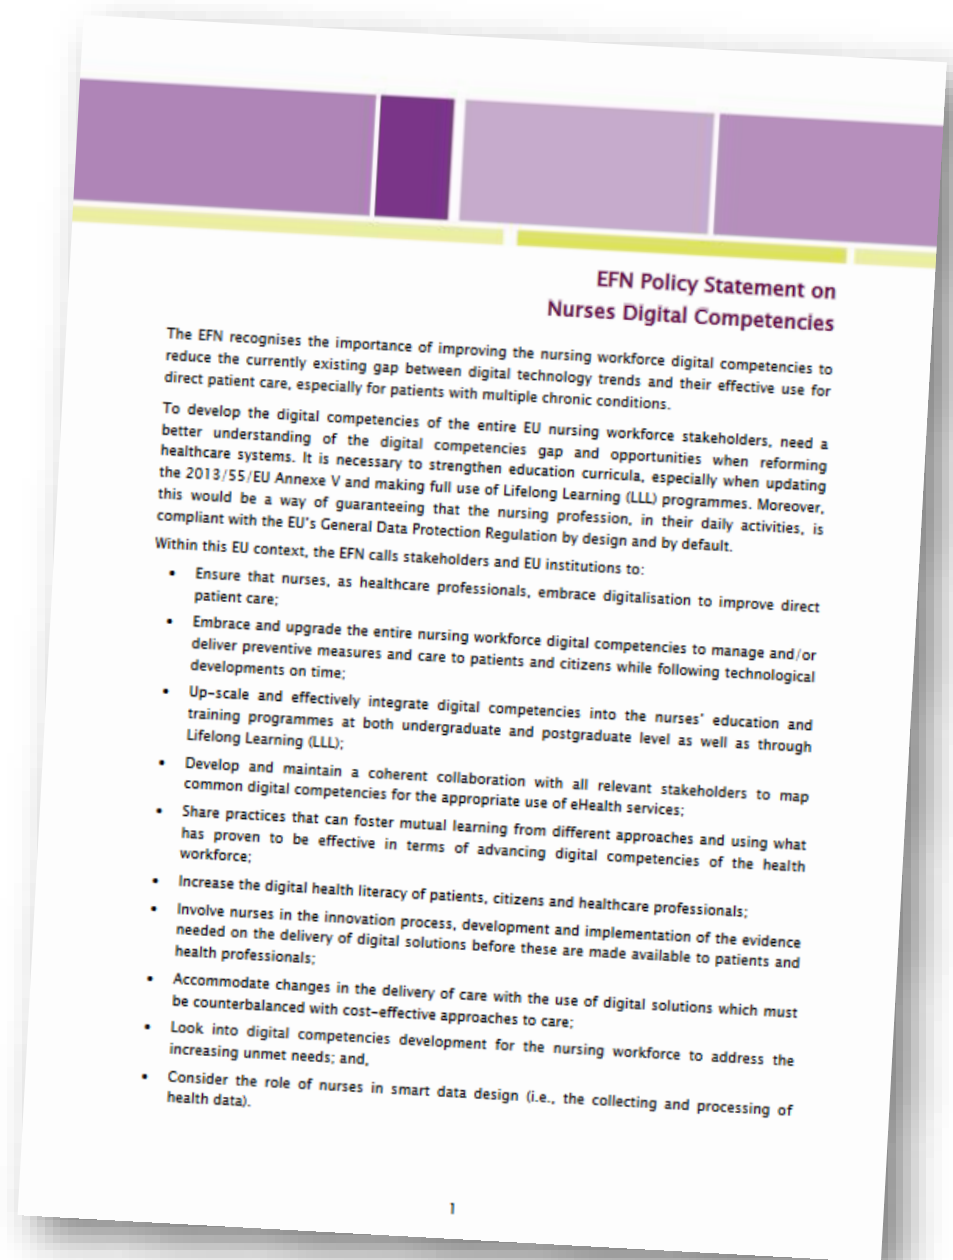 EFN Policy Statement on
Nurses Digital Competencies
The EFN recognises the importance of improving the nursing workforce digital competencies to
reduce the currently existing gap between digital technology trends and their effective use for
direct patient care, especially for patients with multiple chronic conditions.
To develop the digital competencies of the entire EU nursing workforce stakeholders, need a
better understanding of the digital competencies gap and opportunities when reforming
healthcare systems. It is necessary to strengthen education curricula, especially when updating
the 2013/55/EU Annexe V and making full use of Lifelong Learning (LLL) programmes. Moreover,
this would be a way of guaranteeing that the nursing profession, in their daily activities, is
compliant with the EU's General Data Protection Regulation by design and by default.
Within this EU context, the EFN calls stakeholders and EU institutions to:
• Ensure that nurses, as healthcare professionals, embrace digitalisation to improve direct
patient care;
• Embrace and upgrade the entire nursing workforce digital competencies to manage and/or
deliver preventive measures and care to patients and citizens while following technological
developments on time;
• Up-scale and effectively integrate digital competencies into the nurses' education and
training programmes at both undergraduate and postgraduate level as well as through
Lifelong Learning (LLL);
• Develop and maintain a coherent collaboration with all relevant stakeholders to map
common digital competencies for the appropriate use of eHealth services;
• Share practices that can foster mutual learning from different approaches and using what
has proven to be effective in terms of advancing digital competencies of the health
workforce;
• Increase the digital health literacy of patients, citizens and healthcare professionals;
• Involve nurses in the innovation process, development and implementation of the evidence
needed on the delivery of digital solutions before these are made available to patients and
health professionals;
• Accommodate changes in the delivery of care with the use of digital solutions which must
be counterbalanced with cost-effective approaches to care;
• Look into digital competencies development for the nursing workforce to address the
increasing unmet needs; and,
• Consider the role of nurses in smart data design (i.e., the collecting and processing of
health data).
1